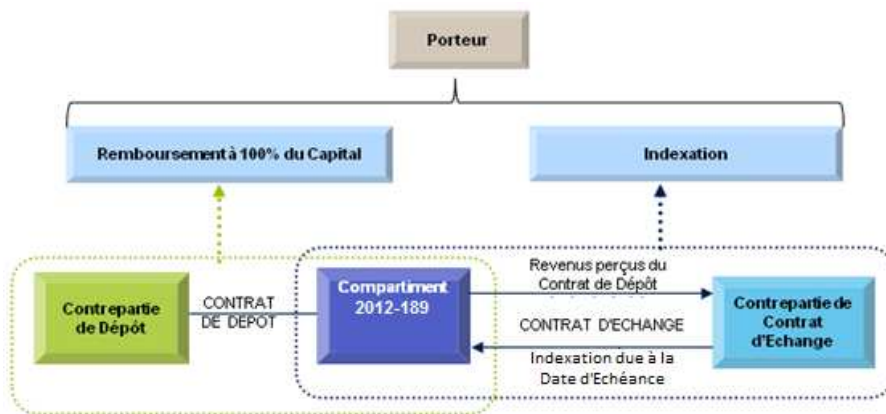 Porteur
Remboursement à 100% du Capital
Indexation
Contrepartie
de Dépôt
CONTRAT
DE DEPOT
Compartiment
2012-189
Revenus perçus du
Contrat de Dépôt
CONTRAT D'ECHANGE
Indexation due à la
Date d'Echéance
Contrepartie de
Contrat
d'Echange